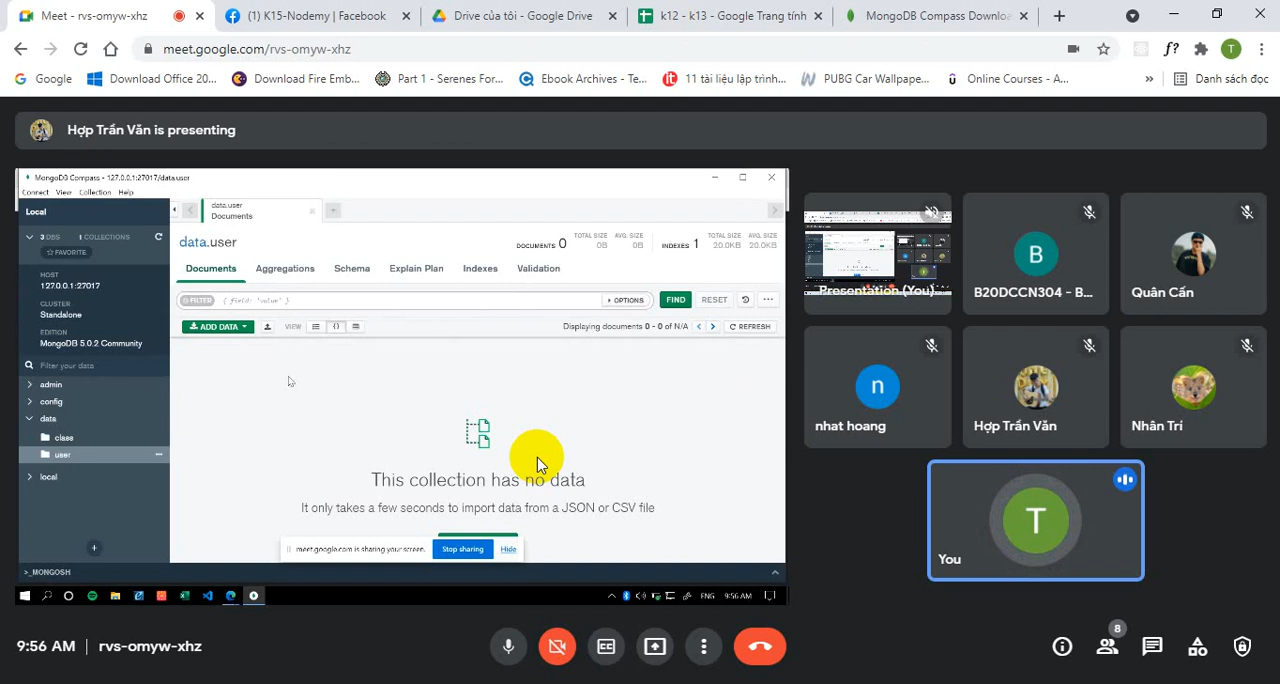 Meet - rvs-omyw-xhz
(1) K15-Nodemy | Facebook
Drive của tôi - Google Drive
k12 - k13 - Google Trang tính
MongoDB Compass Downloa
meet.google.com/rvs-omyw-xhz
f?
T
Google
Download Office 20...
Download Fire Emb...
Part 1 - Serenes For...
Ebook Archives - Te...
11 tài liệu lập trình...
PUBG Car Wallpape...
Online Courses - A...
»
Danh sách đọc
Hợp Trần Văn is presenting
MongoDB Compass - 127.0.0.1:27017/data.user
Connect View Collection Help
Local
data.user
Documents
3 DBS 1 COLLECTIONS
☆ FAVORITE
HOST
127.0.0.1:27017
CLUSTER
Standalone
EDITION
MongoDB 5.0.2 Community
Filter your data
admin
config
data
class
user
local
data.user
DOCUMENTS 0
TOTAL SIZE
0B
AVG. SIZE
0B
INDEXES 1
TOTAL SIZE
20.0KB
AVG. SIZE
20.0KB
Documents
Aggregations
Schema
Explain Plan
Indexes
Validation
FILTER
{ field: 'value' }
OPTIONS
FIND
RESET
ADD DATA
VIEW
{}
Displaying documents 0 - 0 of N/A
REFRESH
This collection has no data
It only takes a few seconds to import data from a JSON or CSV file
meet.google.com is sharing your screen.
Stop sharing
Hide
>_MONGOSH
ENG
9:56 AM
Presentation (You)
B
B20DCCN304 - B...
Quân Cấn
n
nhat hoang
Hợp Trần Văn
Nhân Trí
T
You
9:56 AM | rvs-omyw-xhz
CC
8